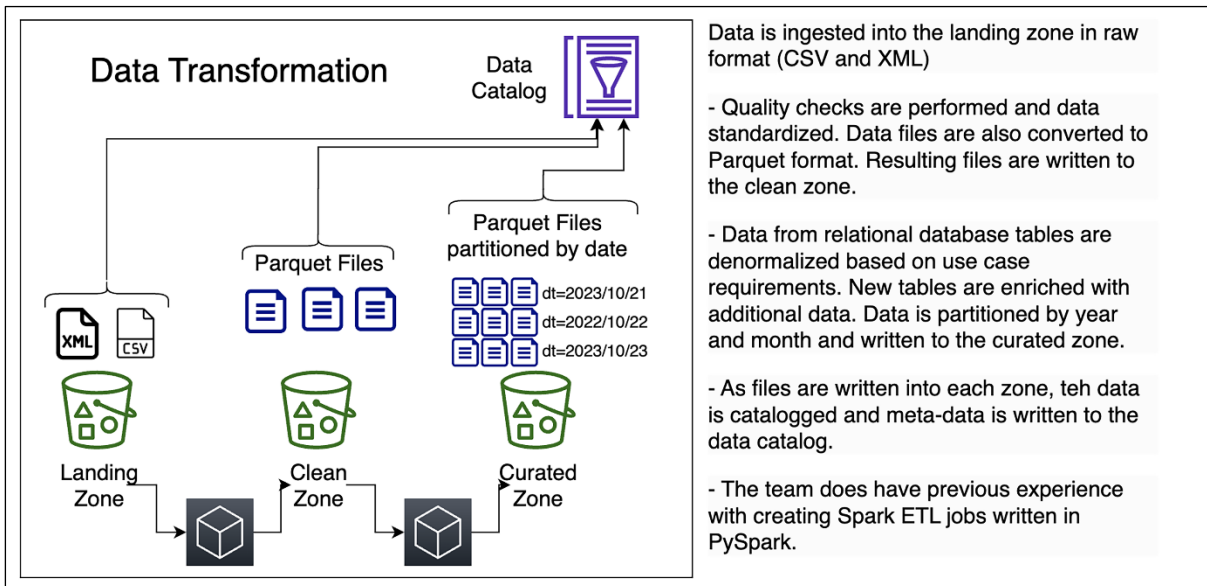 Data Transformation
Data
Catalog
Parquet Files
partitioned by date
Parquet Files
dt=2023/10/21
dt=2022/10/22
dt=2023/10/23
XML
CSV
Landing
Zone
Clean
Zone
Curated
Zone
Data is ingested into the landing zone in raw
format (CSV and XML)
- Quality checks are performed and data
standardized. Data files are also converted to
Parquet format. Resulting files are written to
the clean zone.
- Data from relational database tables are
denormalized based on use case
requirements. New tables are enriched with
additional data. Data is partitioned by year
and month and written to the curated zone.
- As files are written into each zone, teh data
is catalogged and meta-data is written to the
data catalog.
- The team does have previous experience
with creating Spark ETL jobs written in
PySpark.